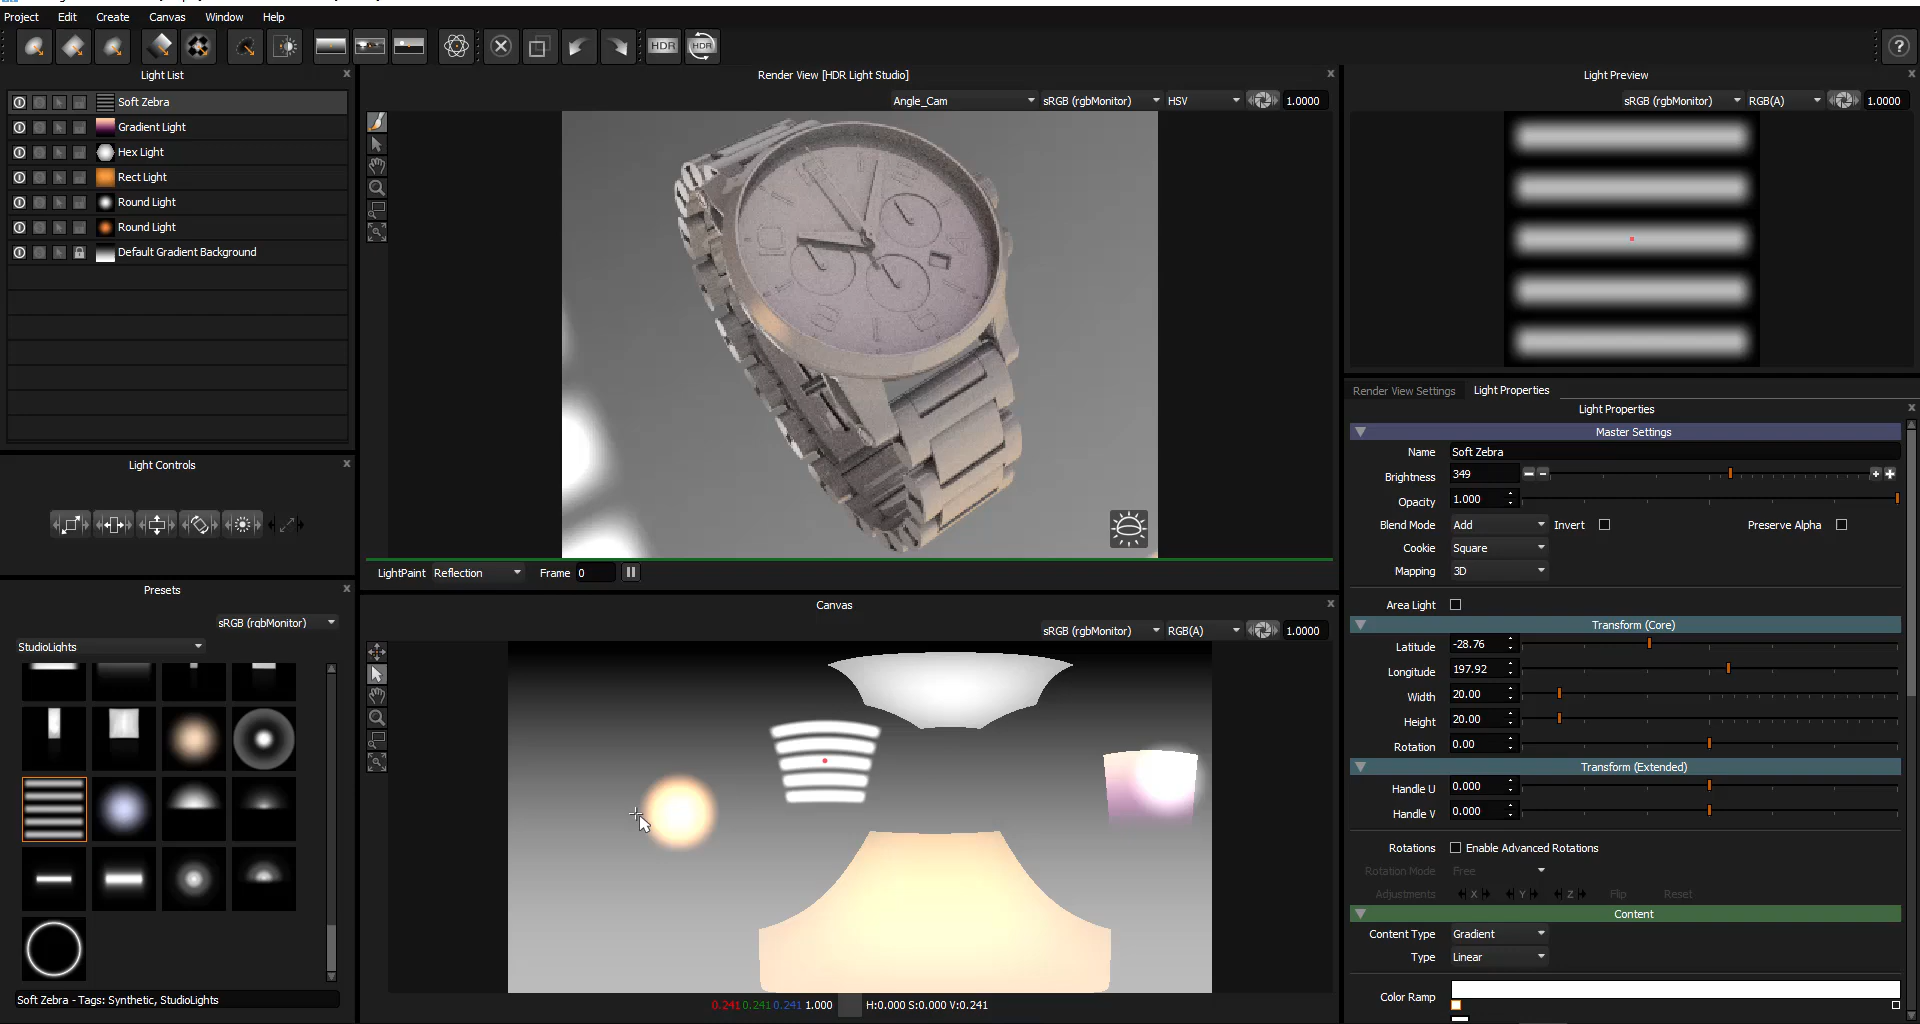 Project Edit Create Canvas Window Help
HDR HDR ?
Light List
Soft Zebra
Gradient Light
Hex Light
Rect Light
Round Light
Round Light
Default Gradient Background
Light Controls
Presets
sRGB (rgbMonitor)
StudioLights
Soft Zebra - Tags: Synthetic, StudioLights
Render View [HDR Light Studio]
Angle_Cam sRGB (rgbMonitor) HSV 1.0000
LightPaint Reflection Frame 0
Canvas
sRGB (rgbMonitor) RGB(A) 1.0000
0.241 0.241 0.241 1.000 H:0.000 S:0.000 V:0.241
Light Preview
sRGB (rgbMonitor) RGB(A) 1.0000
Render View Settings Light Properties
Light Properties
Master Settings
Name Soft Zebra
Brightness 349
Opacity 1.000
Blend Mode Add Invert Preserve Alpha
Cookie Square
Mapping 3D
Area Light
Transform (Core)
Latitude -28.76
Longitude 197.92
Width 20.00
Height 20.00
Rotation 0.00
Transform (Extended)
Handle U 0.000
Handle V 0.000
Rotations Enable Advanced Rotations
Rotation Mode Free
Adjustments X Y Z Flip Reset
Content
Content Type Gradient
Type Linear
Color Ramp